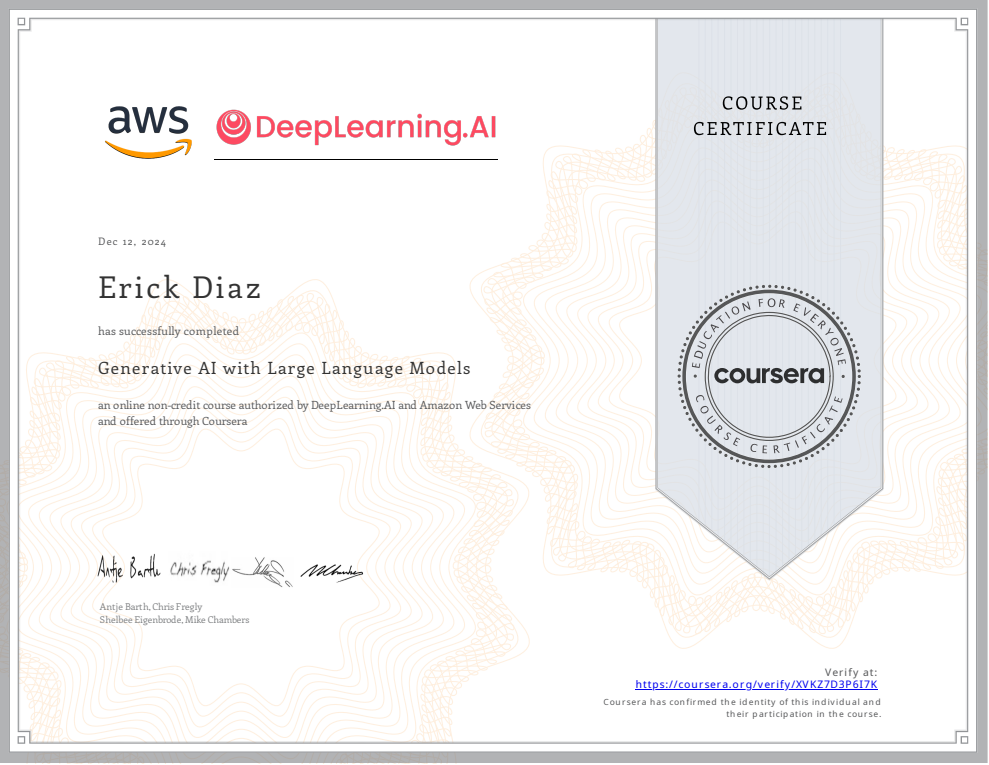 aws
DeepLearning.AI
COURSE
CERTIFICATE
Dec 12, 2024
Erick Diaz
has successfully completed
Generative AI with Large Language Models
an online non-credit course authorized by DeepLearning.AI and Amazon Web Services
and offered through Coursera
EDUCATION FOR EVERYONE
coursera
COURSE CERTIFICATE
Antje Barth Chris Fregly
Antje Barth, Chris Fregly
Shelbee Eigenbrode, Mike Chambers
Verify at:
https://coursera.org/verify/XVKZ7D3P6I7K
Coursera has confirmed the identity of this individual and
their participation in the course.